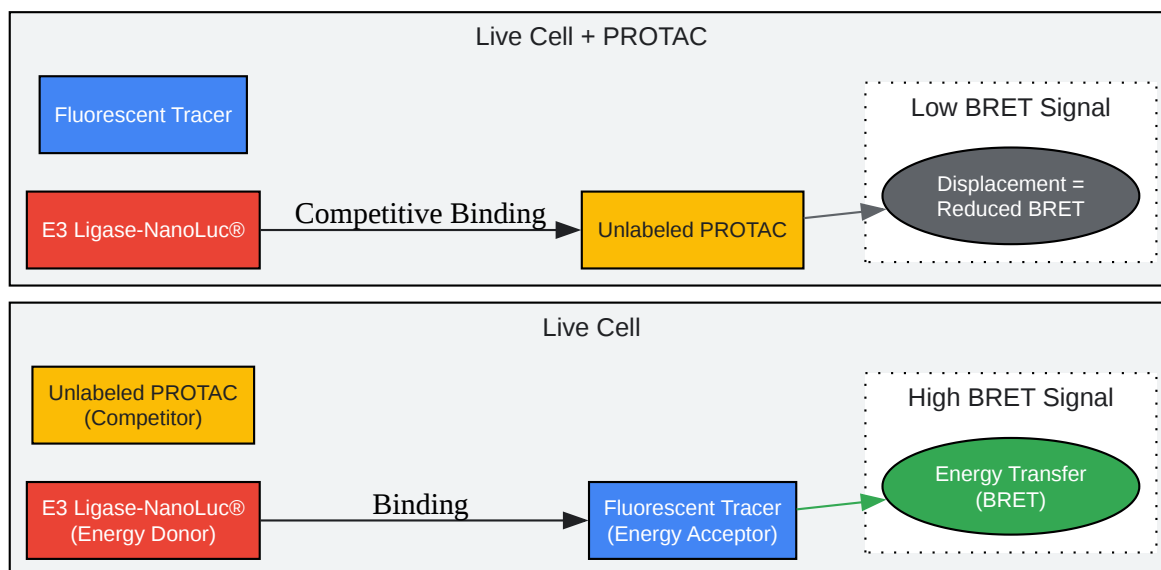 Live Cell + PROTAC
Fluorescent Tracer
Low BRET Signal
Displacement =
Reduced BRET
E3 Ligase-NanoLuc®
Competitive Binding
Unlabeled PROTAC
Live Cell
Unlabeled PROTAC
(Competitor)
High BRET Signal
Energy Transfer
(BRET)
E3 Ligase-NanoLuc®
(Energy Donor)
Binding
Fluorescent Tracer
(Energy Acceptor)